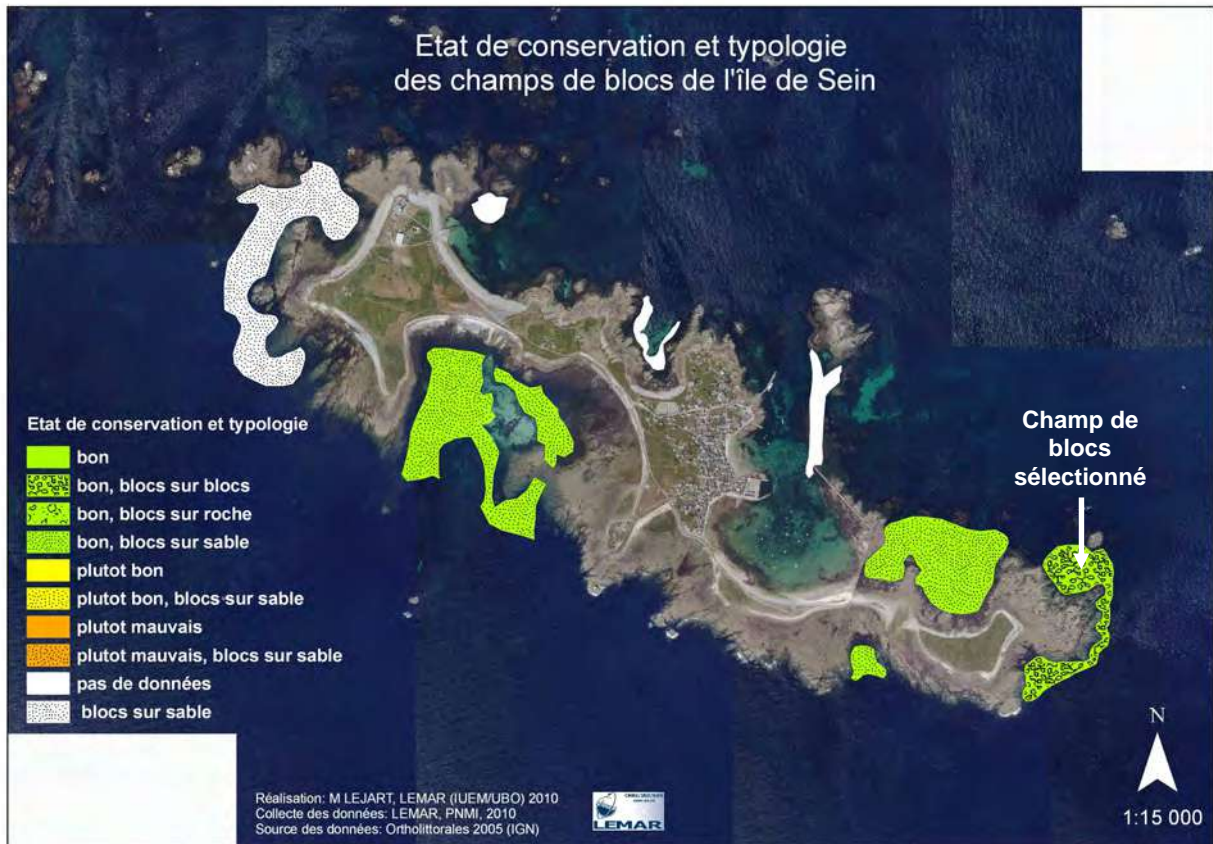 Etat de conservation et typologie
des champs de blocs de l'île de Sein
Champ de
blocs
sélectionné
Etat de conservation et typologie
bon
bon, blocs sur blocs
bon, blocs sur roche
bon, blocs sur sable
plutot bon
plutot bon, blocs sur sable
plutot mauvais
plutot mauvais, blocs sur sable
pas de données
blocs sur sable
Réalisation: M LEJART, LEMAR (IUEM/UBO) 2010
Collecte des données: LEMAR, PNMI, 2010
Source des données: Ortholittorales 2005 (IGN)
LEMAR
N
1:15 000